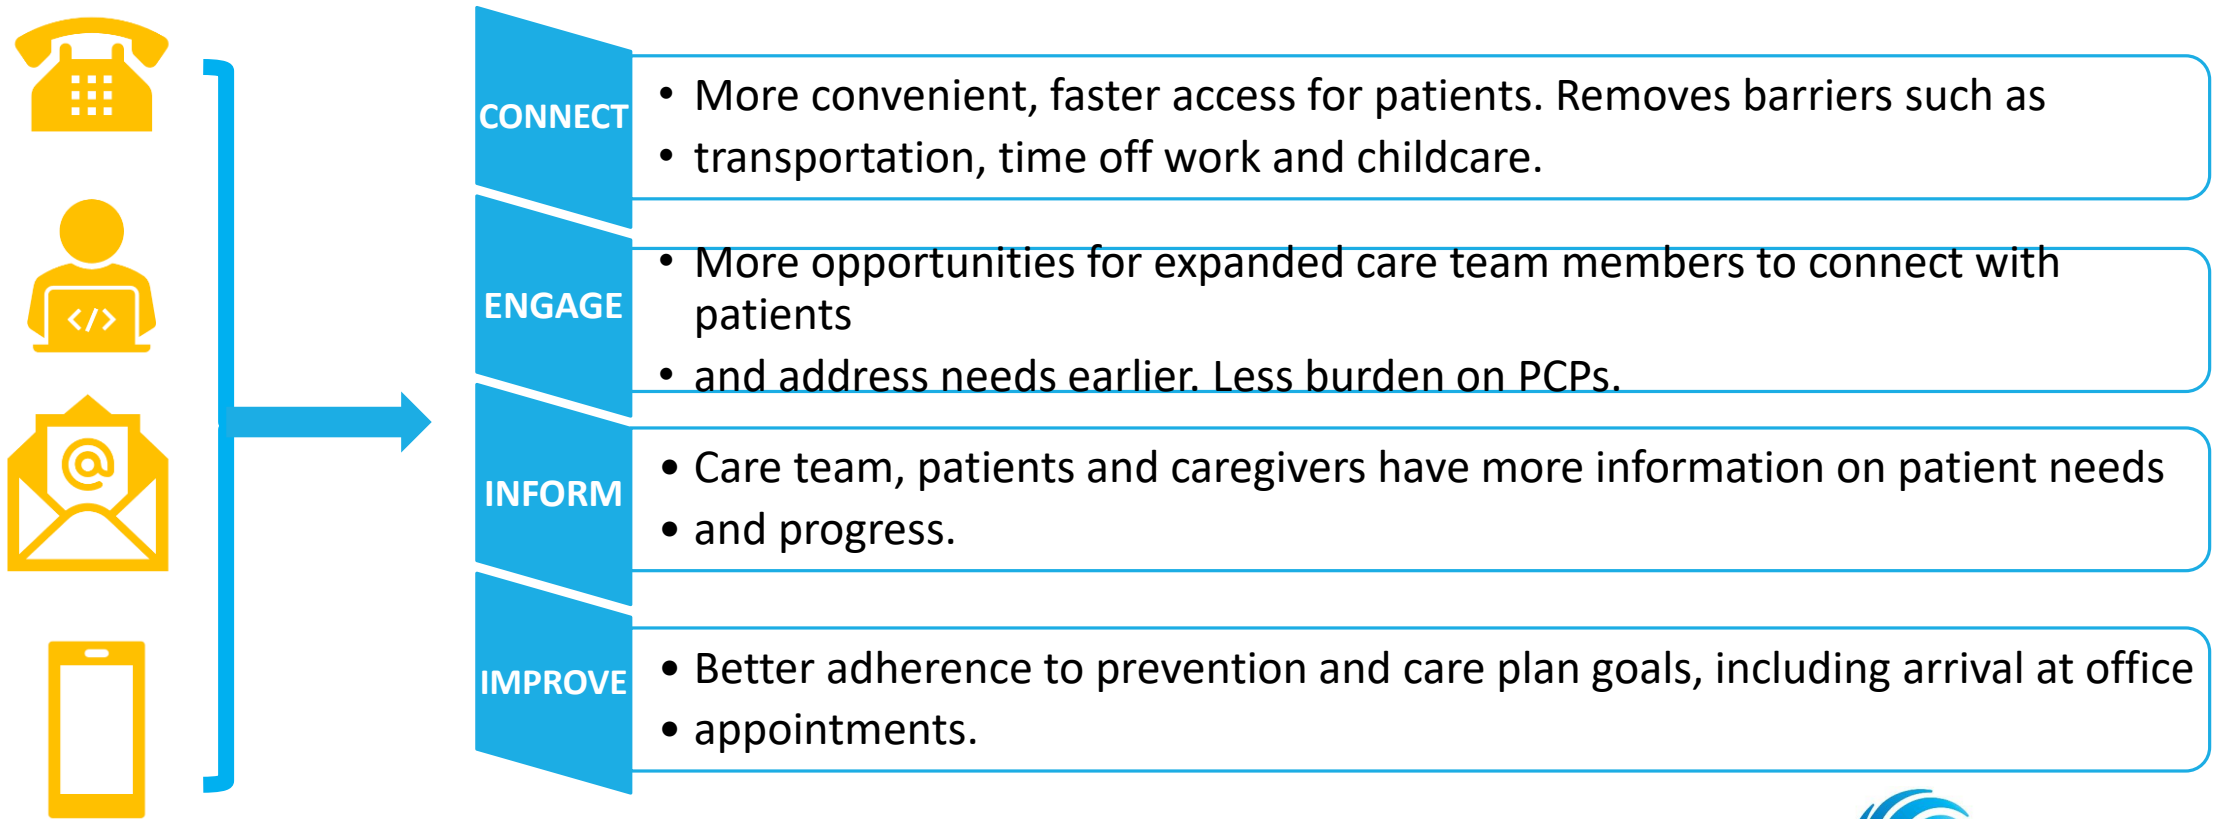 CONNECT
• More convenient, faster access for patients. Removes barriers such as
• transportation, time off work and childcare.
ENGAGE
• More opportunities for expanded care team members to connect with
patients
• and address needs earlier. Less burden on PCPs.
INFORM
• Care team, patients and caregivers have more information on patient needs
• and progress.
IMPROVE
• Better adherence to prevention and care plan goals, including arrival at office
• appointments.